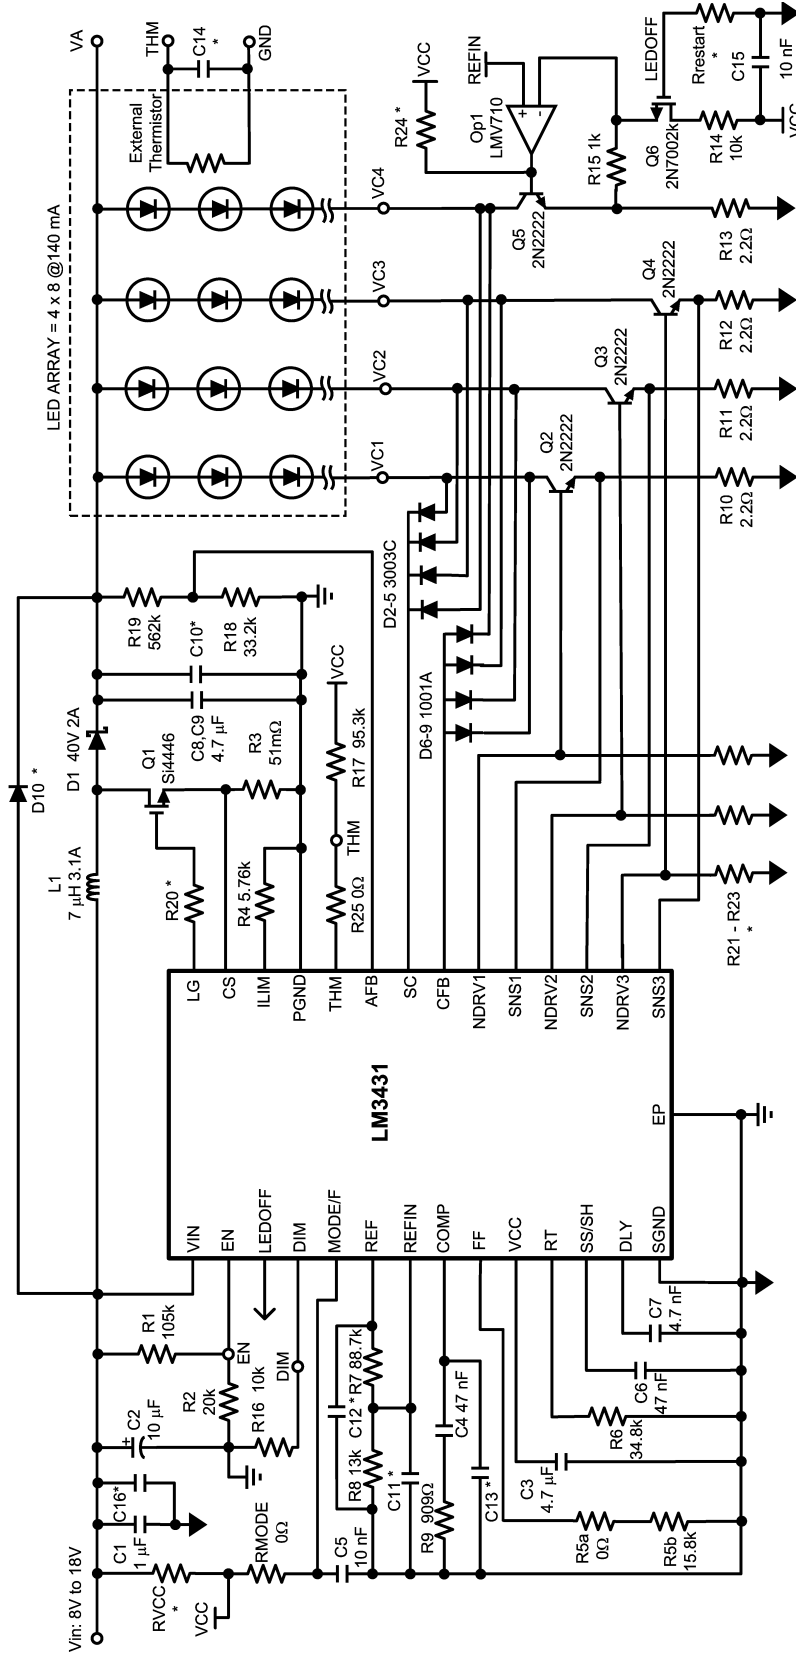 Vin: 8V to 18V
RVCC
*
VCC
C1
1 µF
C16*
C2
10 µF
+
R1
105k
R2
20k
EN
R16 10k
DIM
RMODE
0Ω
C5
10 nF
R8 13k
C12 *
R7 88.7k
C11 *
R9 909Ω
C4 47 nF
C13 *
C3
4.7 µF
R5a
0Ω
R5b
15.8k
R6
34.8k
C6
47 nF
C7
4.7 nF
VIN
EN
LEDOFF
DIM
MODE/F
REF
REFIN
COMP
FF
VCC
RT
SS/SH
DLY
SGND
LM3431
EP
LG
CS
ILIM
PGND
THM
AFB
SC
CFB
NDRV1
SNS1
NDRV2
SNS2
NDRV3
SNS3
L1
7 µH 3.1A
D10 *
D1 40V 2A
Q1
Si4446
R20 *
R4 5.76k
R3
51mΩ
C8,C9
4.7 µF
C10*
R19
562k
R18
33.2k
R25 0Ω
THM
R17 95.3k
VCC
D6-9 1001A
D2-5 3003C
R21 - R23
*
LED ARRAY = 4 x 8 @140 mA
External
Thermistor
VA
THM
C14
*
GND
VC1
VC2
VC3
VC4
Q2
2N2222
Q3
2N2222
Q4
2N2222
Q5
2N2222
R10
2.2Ω
R11
2.2Ω
R12
2.2Ω
R13
2.2Ω
R24 *
VCC
REFIN
Op1
LMV710
+
-
R15 1k
Q6
2N7002k
LEDOFF
R14
10k
Rrestart
*
C15
10 nF
VCC